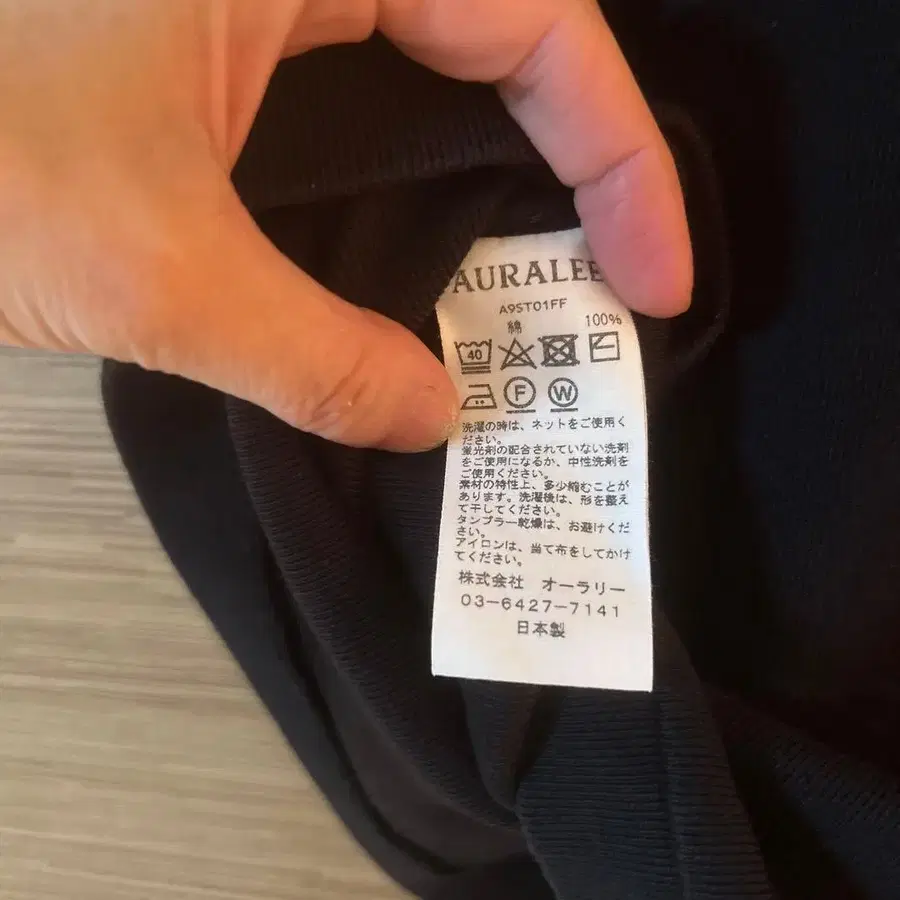 AURALEE
A9ST01FF
綿 100%
40
F W
洗濯の時は、ネットをご使用く
ださい。
蛍光剤の配合されていない洗剤
をご使用になるか、中性洗剤を
ご使用ください。
素材の特性上、多少縮むことが
あります。洗濯後は、形を整え
て干してください。
タンブラー乾燥は、お避けくだ
さい。
アイロンは、当て布をしてかけ
てください。
株式会社 オーラリー
03-6427-7141
日本製